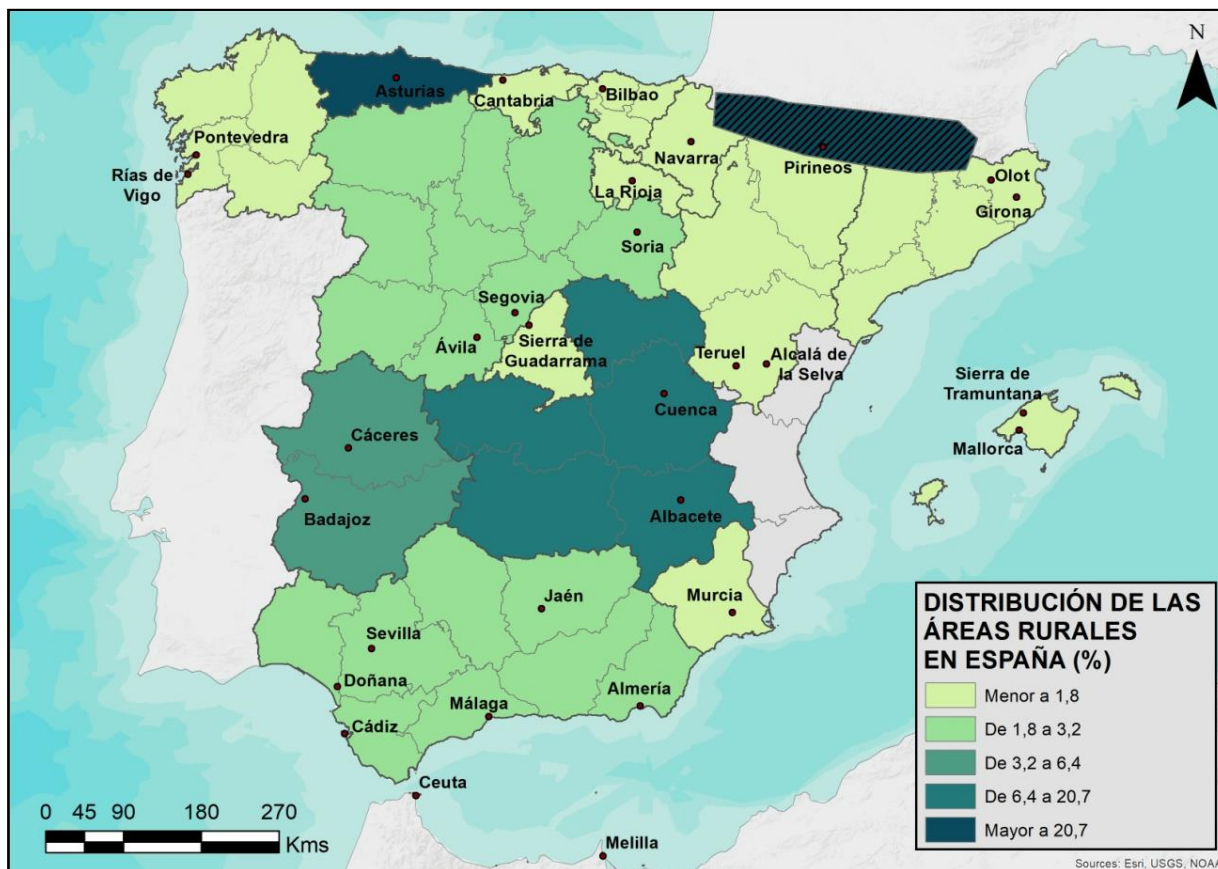 N
Asturias
Cantabria
Bilbao
Pontevedra
Navarra
Pirineos
Rías de
Vigo
La Rioja
Olot
Girona
Soria
Segovia
Sierra de
Guadarrama
Ávila
Teruel
Alcalá de
la Selva
Sierra de
Tramuntana
Cuenca
Mallorca
Cáceres
Badajoz
Albacete
Jaén
Murcia
Sevilla
Doñana
Almería
Málaga
Cádiz
Ceuta
Melilla
DISTRIBUCIÓN DE LAS
ÁREAS RURALES
EN ESPAÑA (%)
Menor a 1,8
De 1,8 a 3,2
De 3,2 a 6,4
De 6,4 a 20,7
Mayor a 20,7
0 45 90 180 270
Kms
Sources: Esri, USGS, NOAA